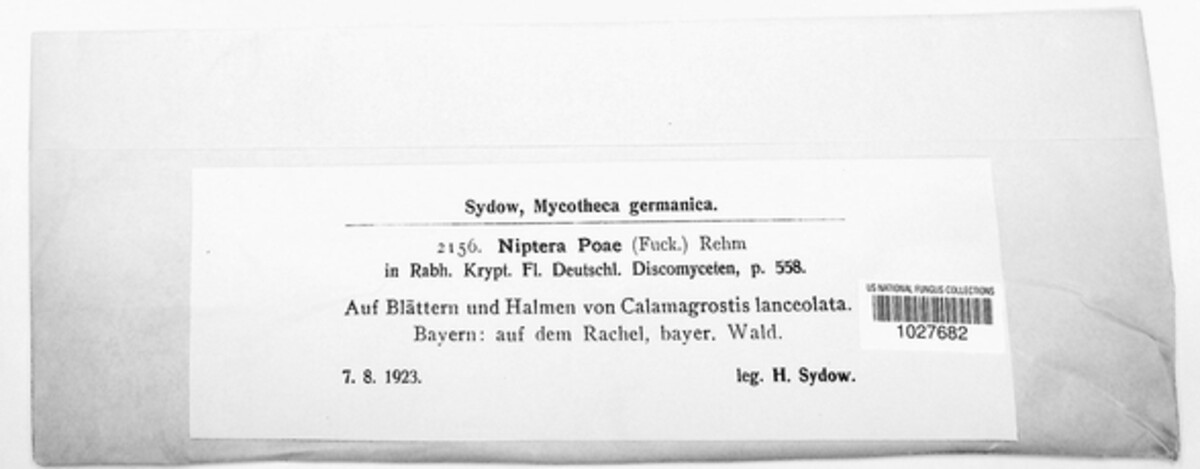 Sydow, Mycotheca germanica.
2156. Niptera Poae (Fuck.) Rehm
in Rabh. Krypt. Fl. Deutschl. Discomyceten, p. 558.
Auf Blättern und Halmen von Calamagrostis lanceolata.
Bayern: auf dem Rachel, bayer. Wald.
7. 8. 1923. leg. H. Sydow.
US NATIONAL FUNGUS COLLECTIONS
1027682